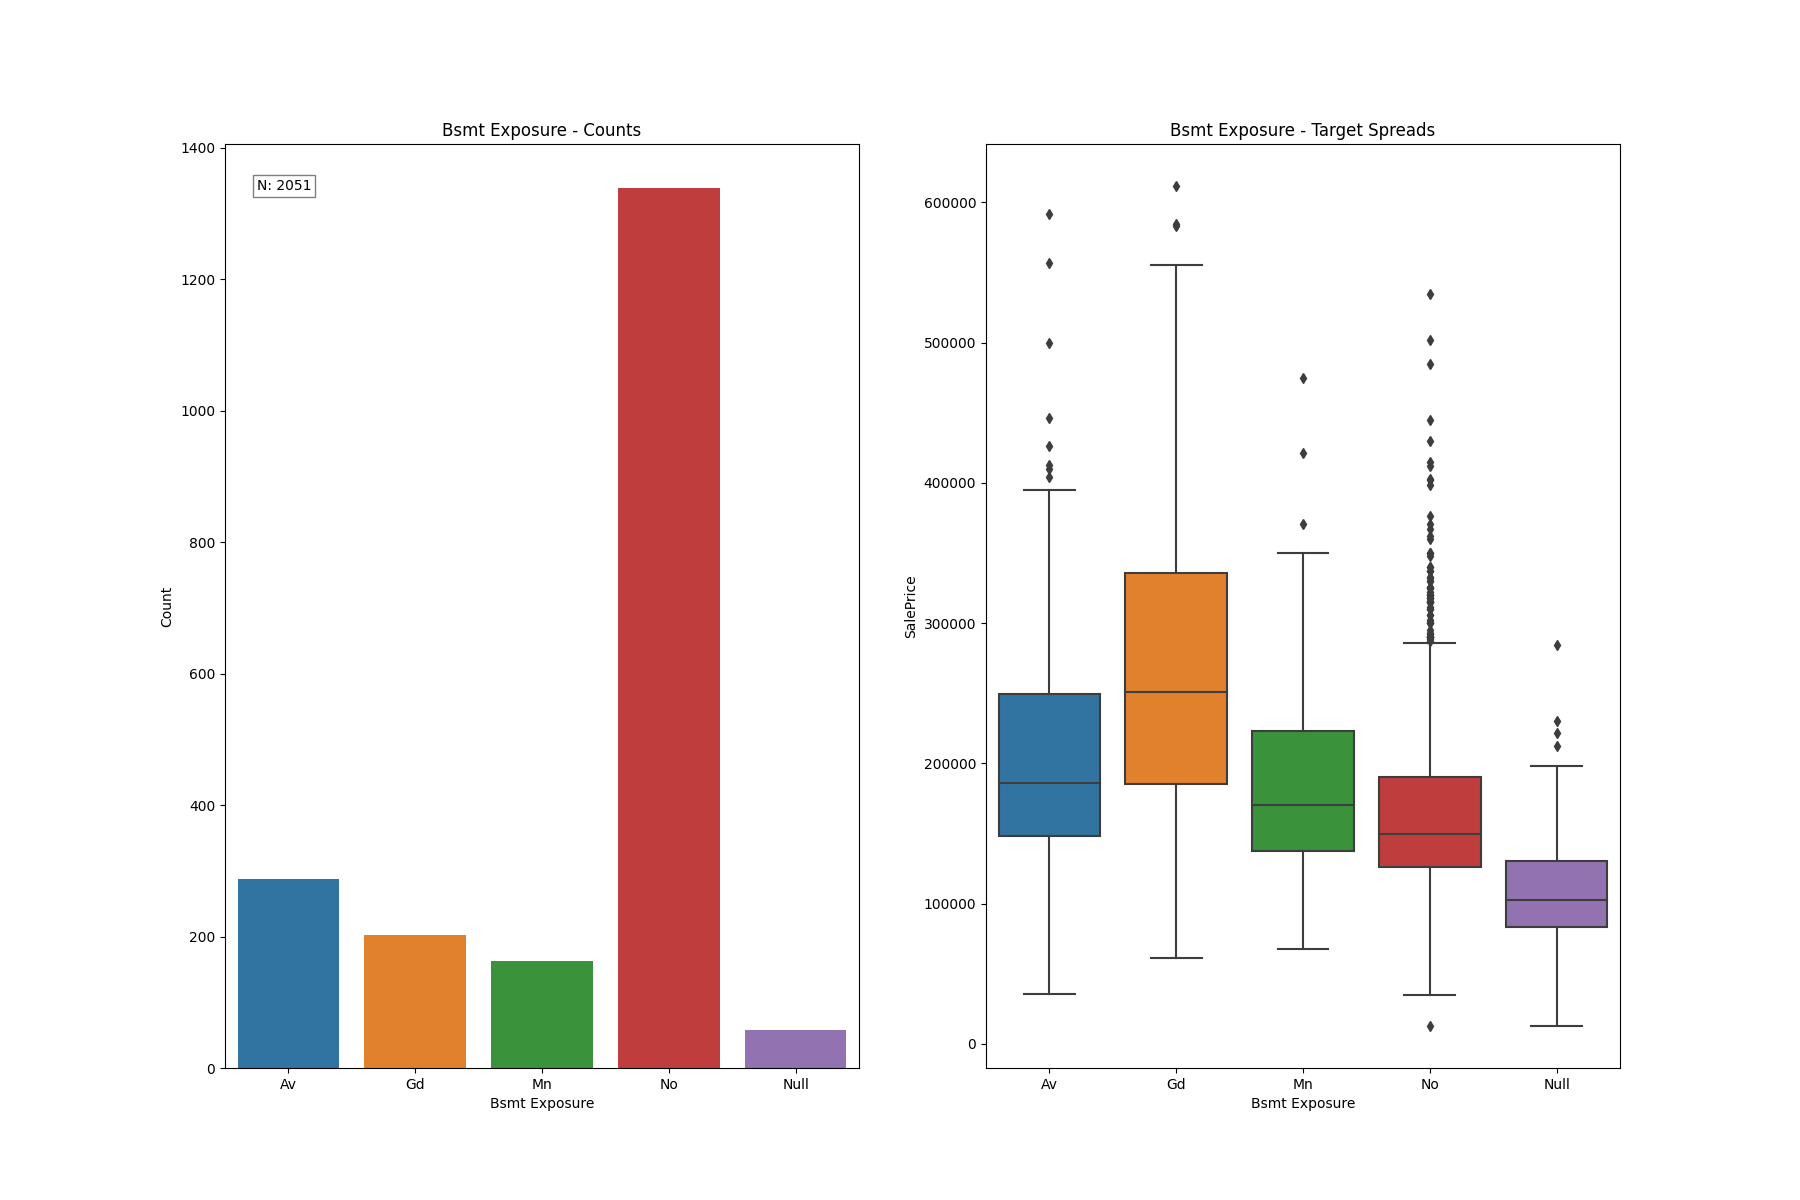 Bsmt Exposure - Counts
1400
1200
1000
800
600
400
200
0
Count
N: 2051
Av Gd Mn No Null
Bsmt Exposure
Bsmt Exposure - Target Spreads
600000
500000
400000
300000
200000
100000
0
SalePrice
Av Gd Mn No Null
Bsmt Exposure